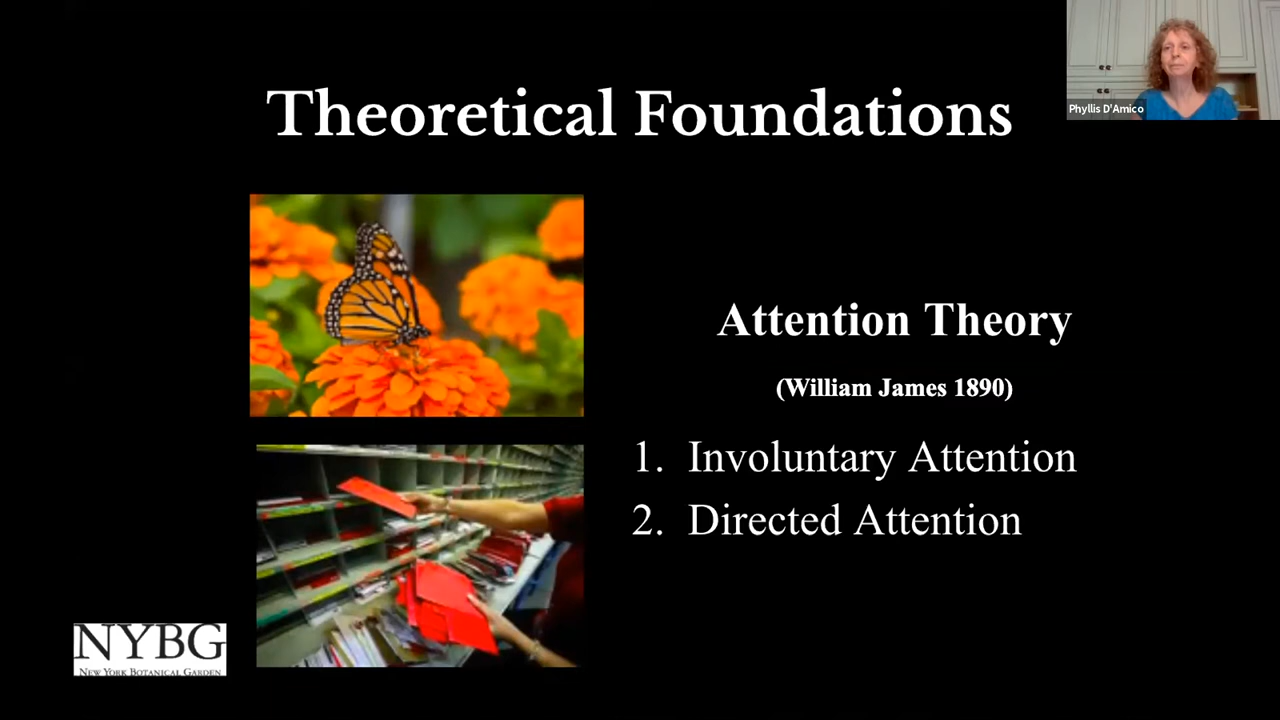 Theoretical Foundations
Phyllis D'Amico
Attention Theory
(William James 1890)
1. Involuntary Attention
2. Directed Attention
NYBG
NEW YORK BOTANICAL GARDEN